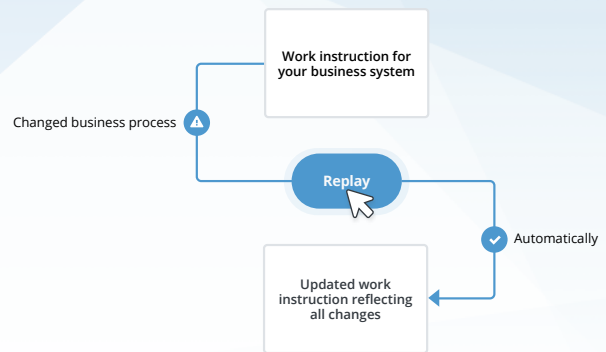 Work instruction for
your business system
Changed business process
Replay
Automatically
Updated work
instruction reflecting
all changes